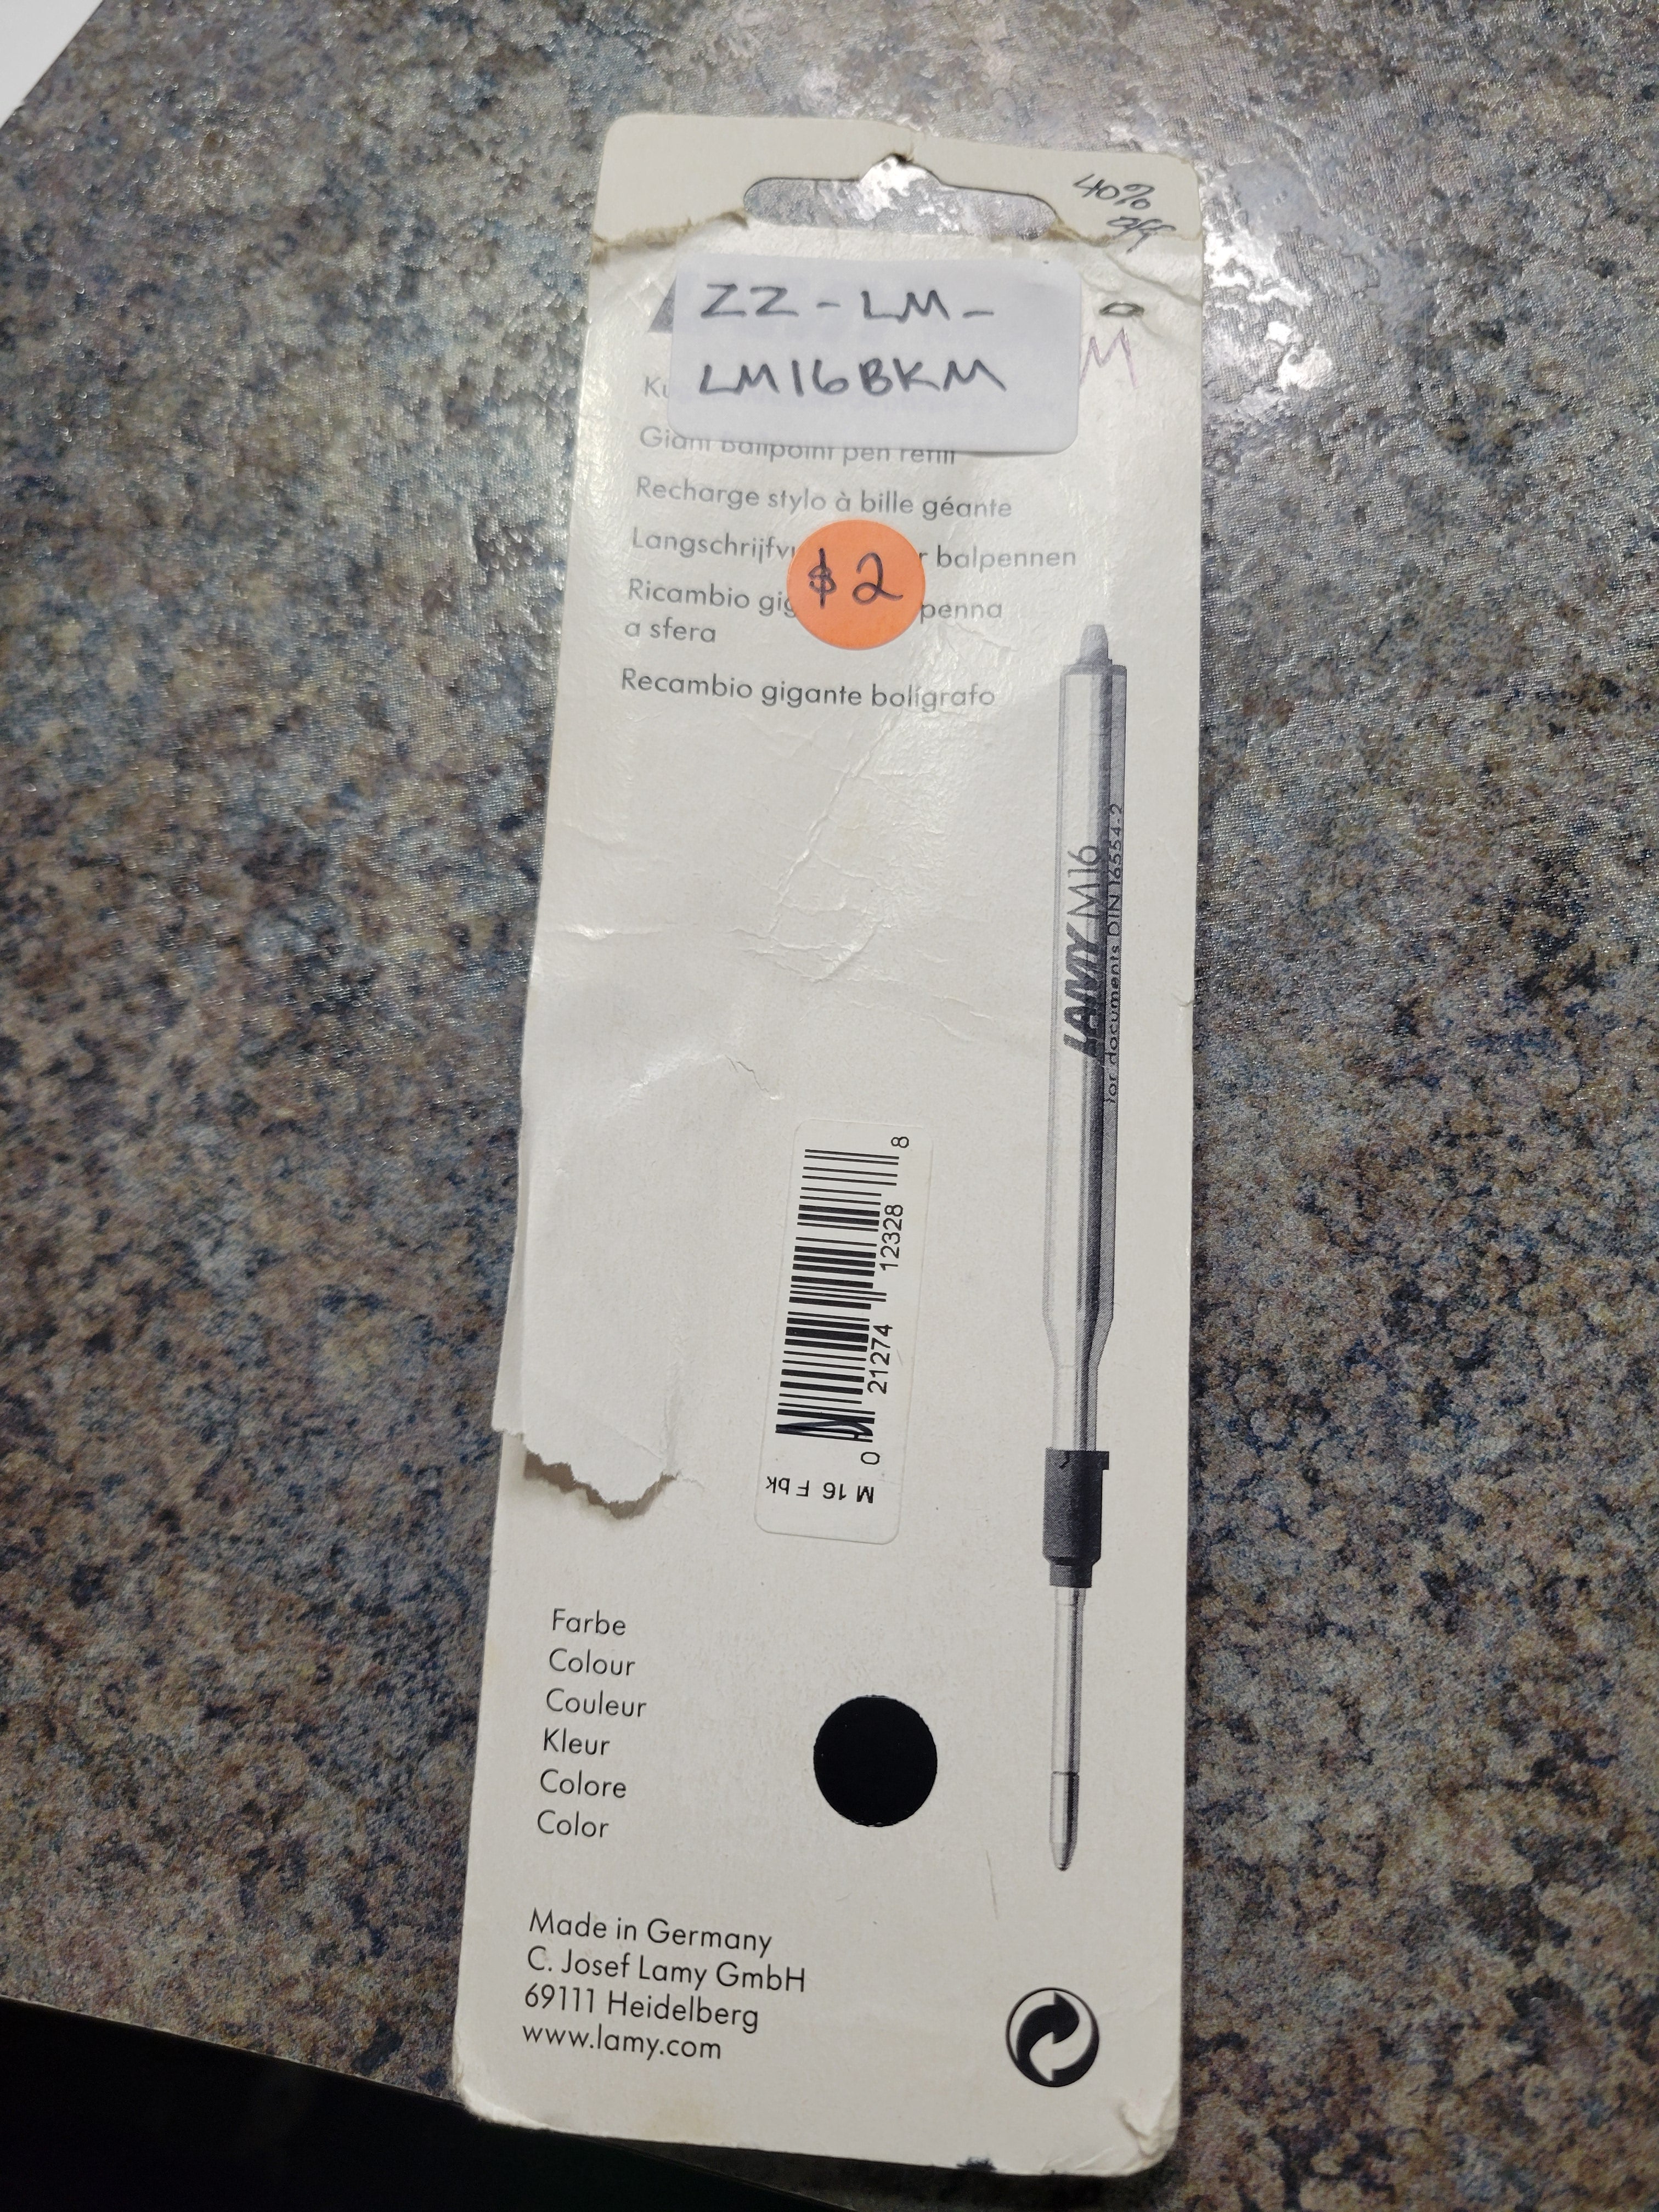 40%
off
ZZ-LM-
LM16BKM
M
Giant ballpoint pen refill
Recharge stylo à bille géante
balpennen
$2
Ricambio
penna
a sfera
Recambio gigante bolígrafo
LAMY M16
for documents DIN 16554-2
0 21274 12328 8
M 16 F bk
Farbe
Colour
Couleur
Kleur
Colore
Color
Made in Germany
C. Josef Lamy GmbH
69111 Heidelberg
www.lamy.com